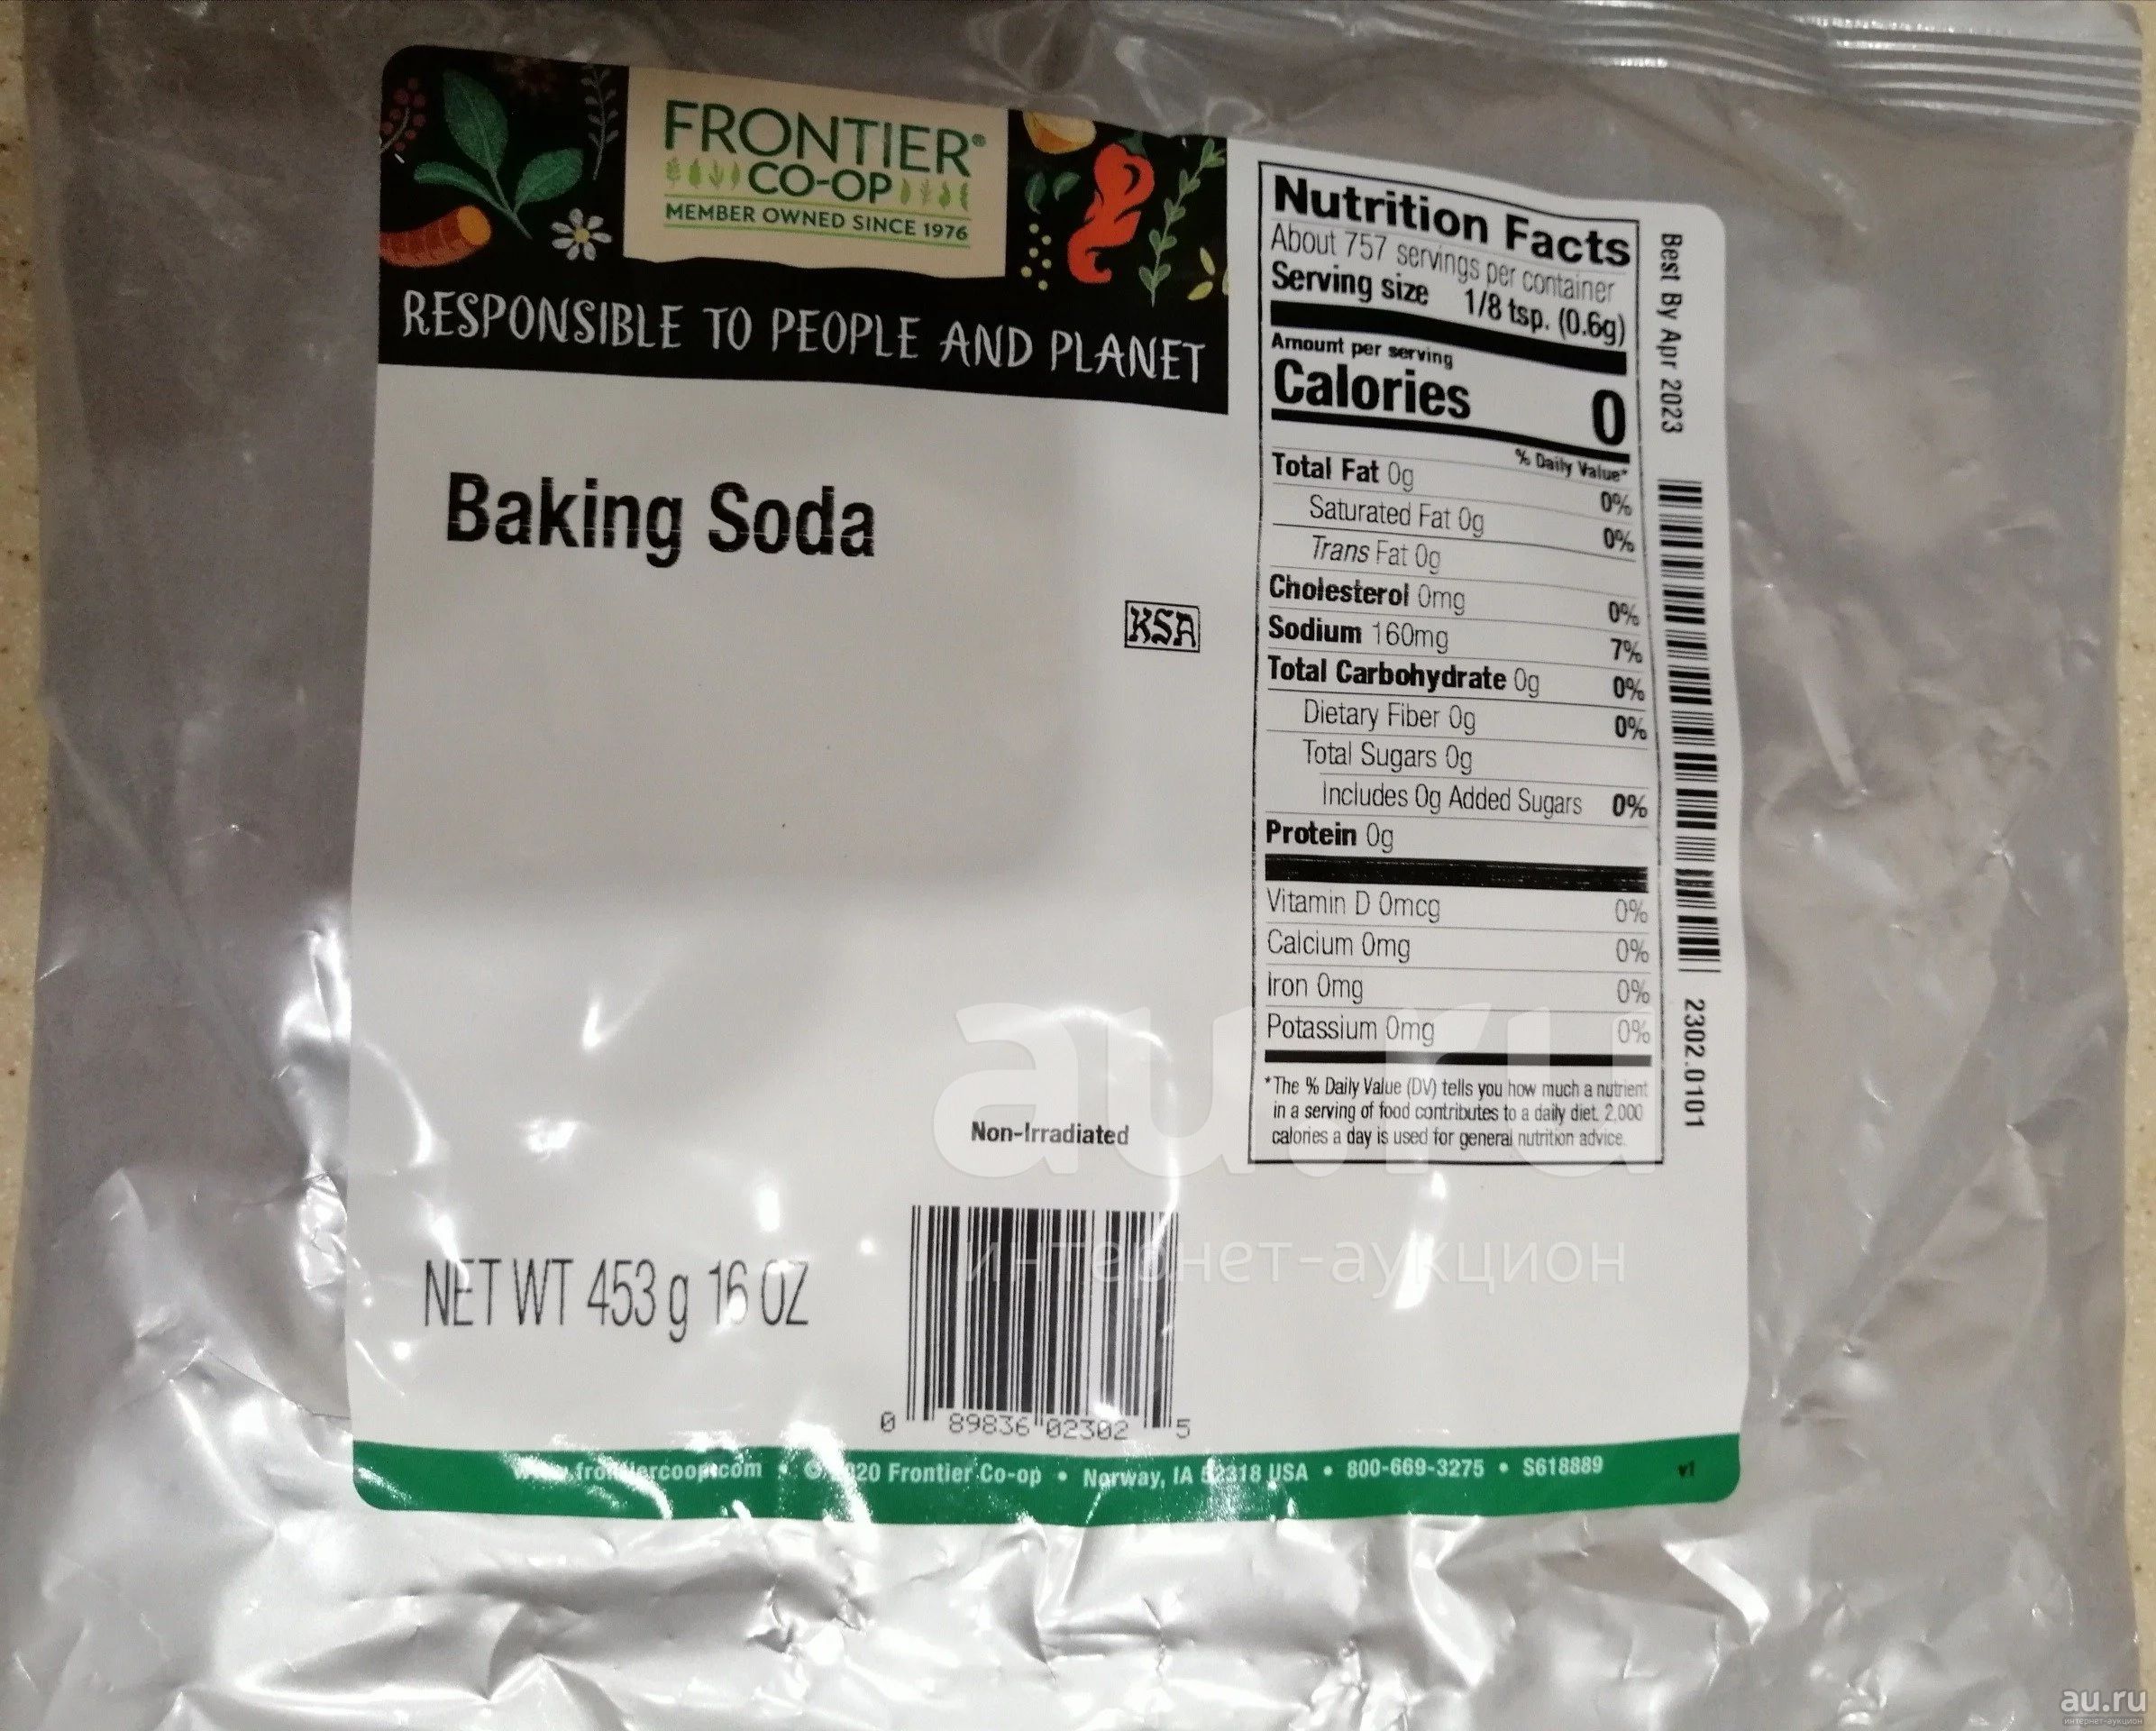 FRONTIER®
CO-OP
MEMBER OWNED SINCE 1976
RESPONSIBLE TO PEOPLE AND PLANET
Baking Soda
KSA
Non-Irradiated
NET WT 453 g 16 OZ
0 89836 02302 5
Nutrition Facts
About 757 servings per container
Serving size 1/8 tsp. (0.6g)
Amount per serving
Calories 0
% Daily Value*
Total Fat 0g 0%
Saturated Fat 0g 0%
Trans Fat 0g
Cholesterol 0mg 0%
Sodium 160mg 7%
Total Carbohydrate 0g 0%
Dietary Fiber 0g 0%
Total Sugars 0g
Includes 0g Added Sugars 0%
Protein 0g
Vitamin D 0mcg 0%
Calcium 0mg 0%
Iron 0mg 0%
Potassium 0mg 0%
*The % Daily Value (DV) tells you how much a nutrient
in a serving of food contributes to a daily diet. 2,000
calories a day is used for general nutrition advice.
Best By Apr 2023
2302.0101
Frontier Co-op • Norway, IA 52318 USA • 800-669-3275 • S618889
v1
au.ru
интернет-аукцион
au.ru
интернет-аукцион